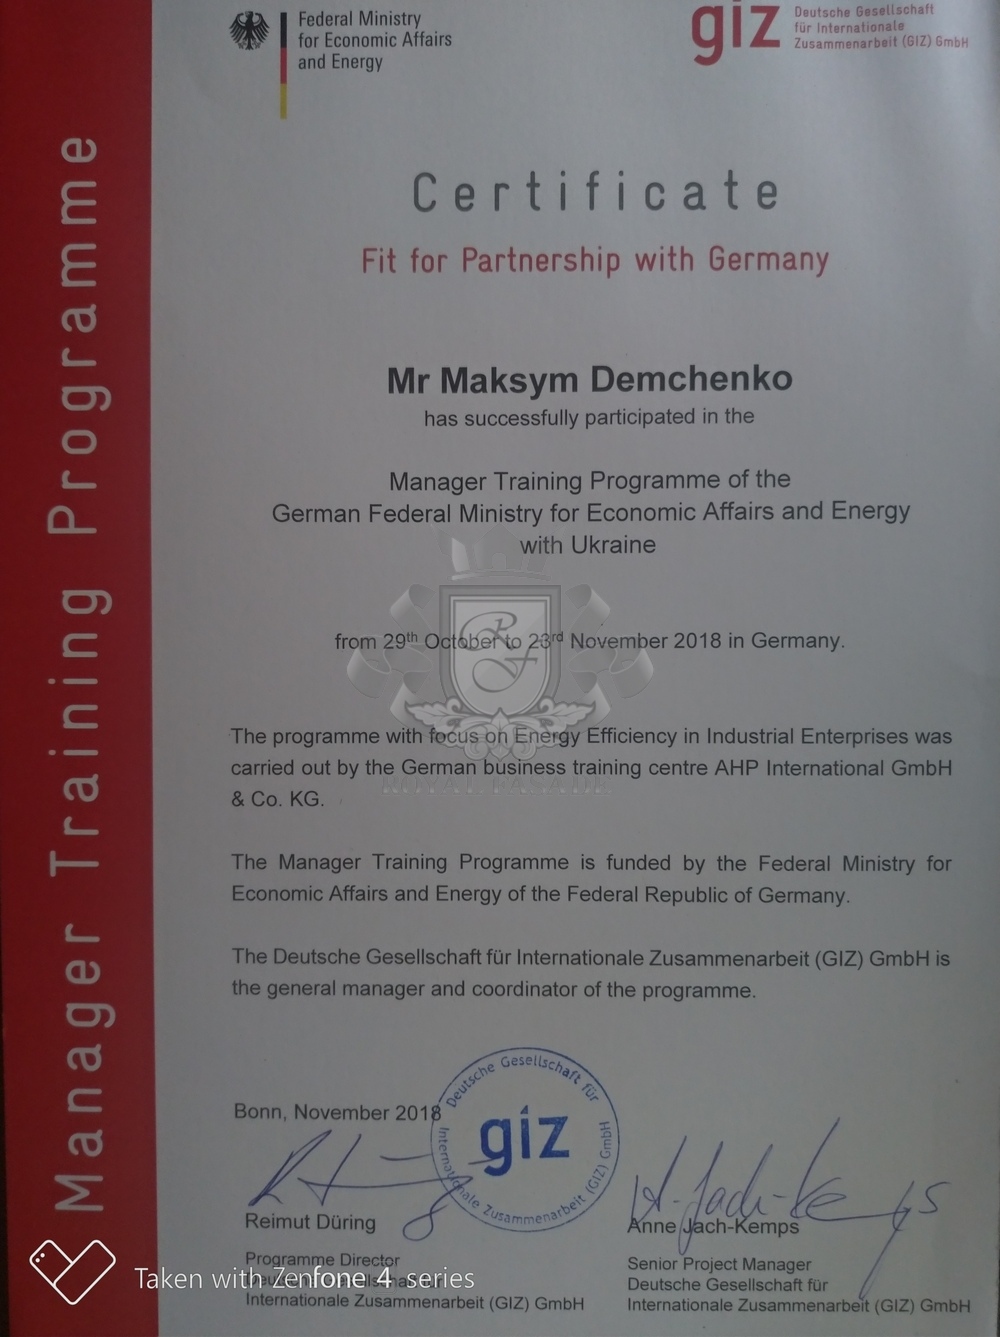 Federal Ministry
for Economic Affairs
and Energy
giz
Deutsche Gesellschaft
für Internationale
Zusammenarbeit (GIZ) GmbH
Manager Training Programme
Certificate
Fit for Partnership with Germany
Mr Maksym Demchenko
has successfully participated in the
Manager Training Programme of the
German Federal Ministry for Economic Affairs and Energy
with Ukraine
from 29th October to 23rd November 2018 in Germany.
RF
The programme with focus on Energy Efficiency in Industrial Enterprises was
carried out by the German business training centre AHP International GmbH
& Co. KG.
ROYAL FASADE
The Manager Training Programme is funded by the Federal Ministry for
Economic Affairs and Energy of the Federal Republic of Germany.
The Deutsche Gesellschaft für Internationale Zusammenarbeit (GIZ) GmbH is
the general manager and coordinator of the programme.
Bonn, November 2018
Deutsche Gesellschaft für
Internationale Zusammenarbeit (GIZ) GmbH
giz
Reimut Düring
Programme Director
Internationale Zusammenarbeit (GIZ) GmbH
Anne Jach-Kemps
Senior Project Manager
Deutsche Gesellschaft für
Internationale Zusammenarbeit (GIZ) GmbH
Taken with Zenfone 4 series